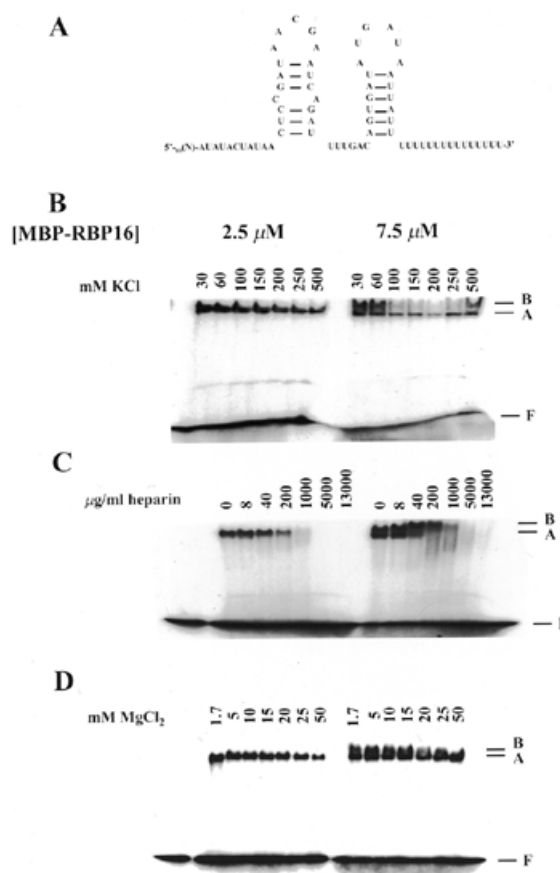 A
5'-₂₂(N)-AUAUACUAUAA
UUUGAC
UUUUUUUUUUUUUUUU-3'
B
[MBP-RBP16] 2.5 μM 7.5 μM
mM KCl 30 60 100 150 200 250 500 30 60 100 150 200 250 500
B
A
F
C
μg/ml heparin 0 8 40 200 1000 5000 13000 0 8 40 200 1000 5000 13000
B
A
D
mM MgCl₂ 1.7 5 10 15 20 25 50 1.7 5 10 15 20 25 50
B
A
F